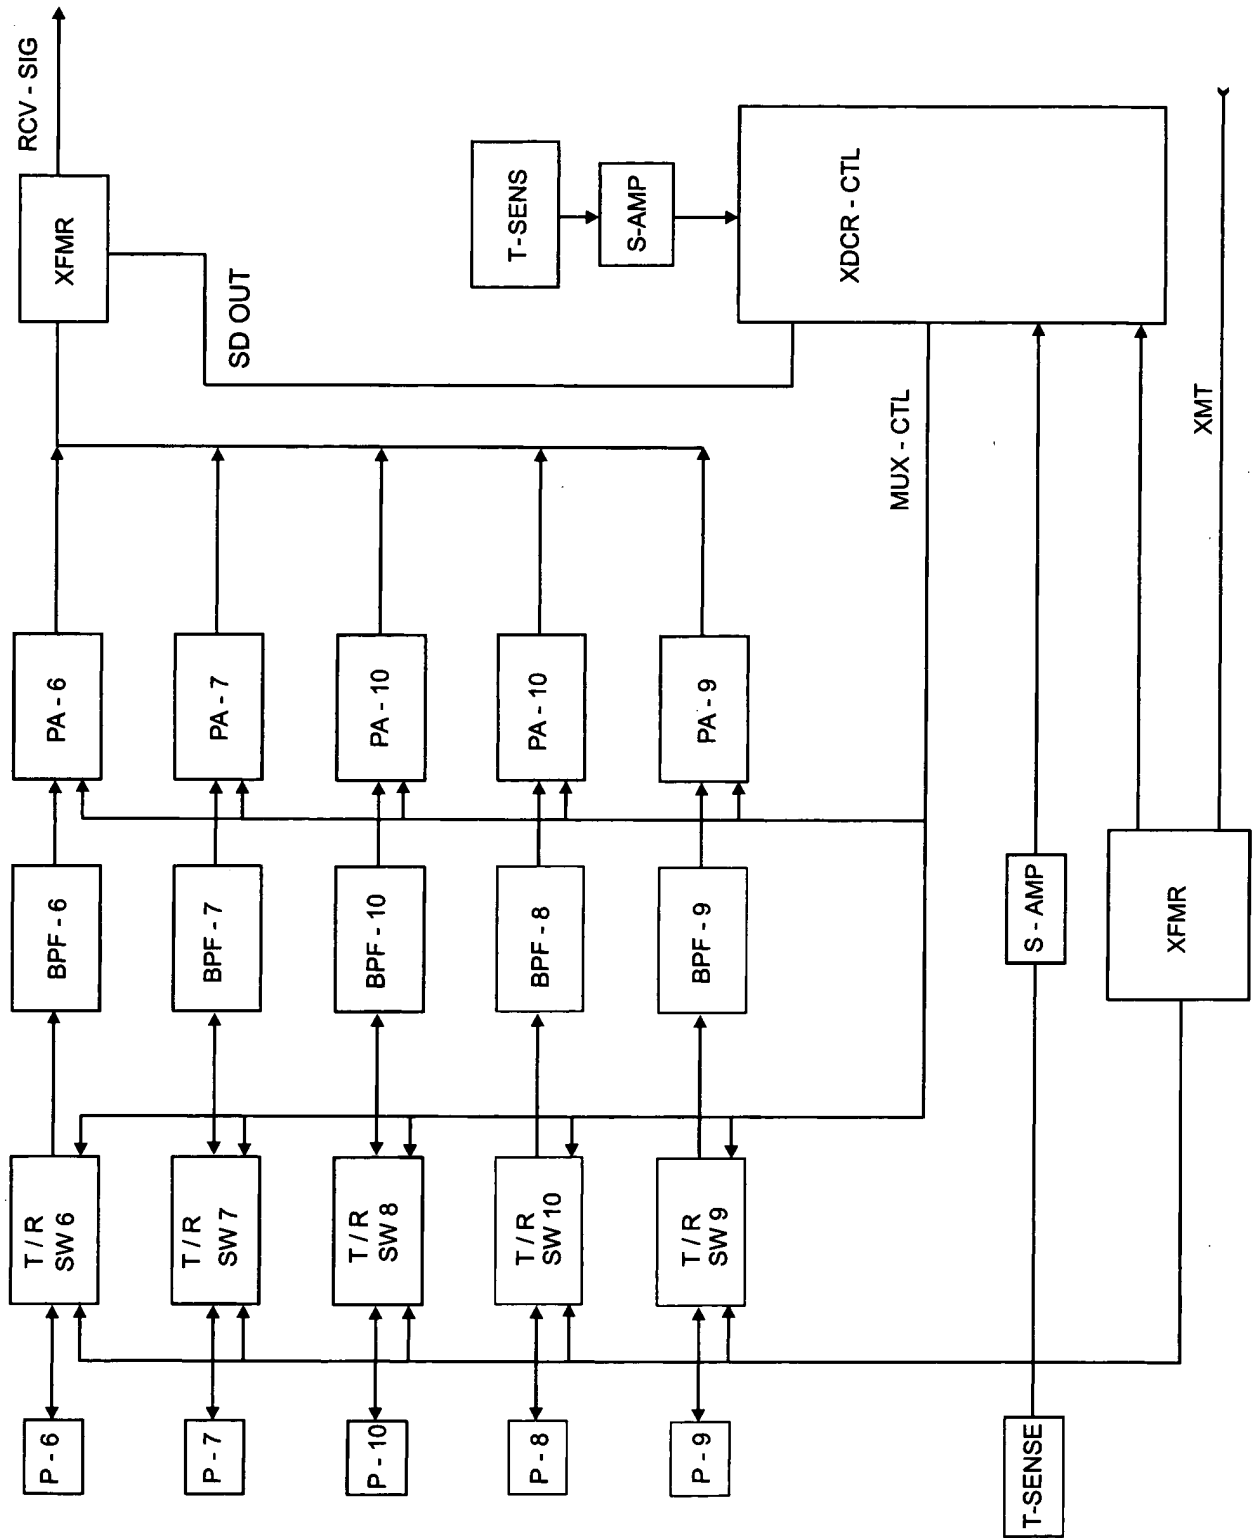 RCV - SIG
XFMR
SD OUT
T - SENS
S-AMP
XDCR - CTL
MUX - CTL
XMT
PA - 6
PA - 7
PA - 10
PA - 10
PA - 9
BPF - 6
BPF - 7
BPF - 10
BPF - 8
BPF - 9
S - AMP
XFMR
T / R
SW 6
T / R
SW 7
T / R
SW 8
T / R
SW 10
T / R
SW 9
P - 6
P - 7
P - 10
P - 8
P - 9
T-SENSE